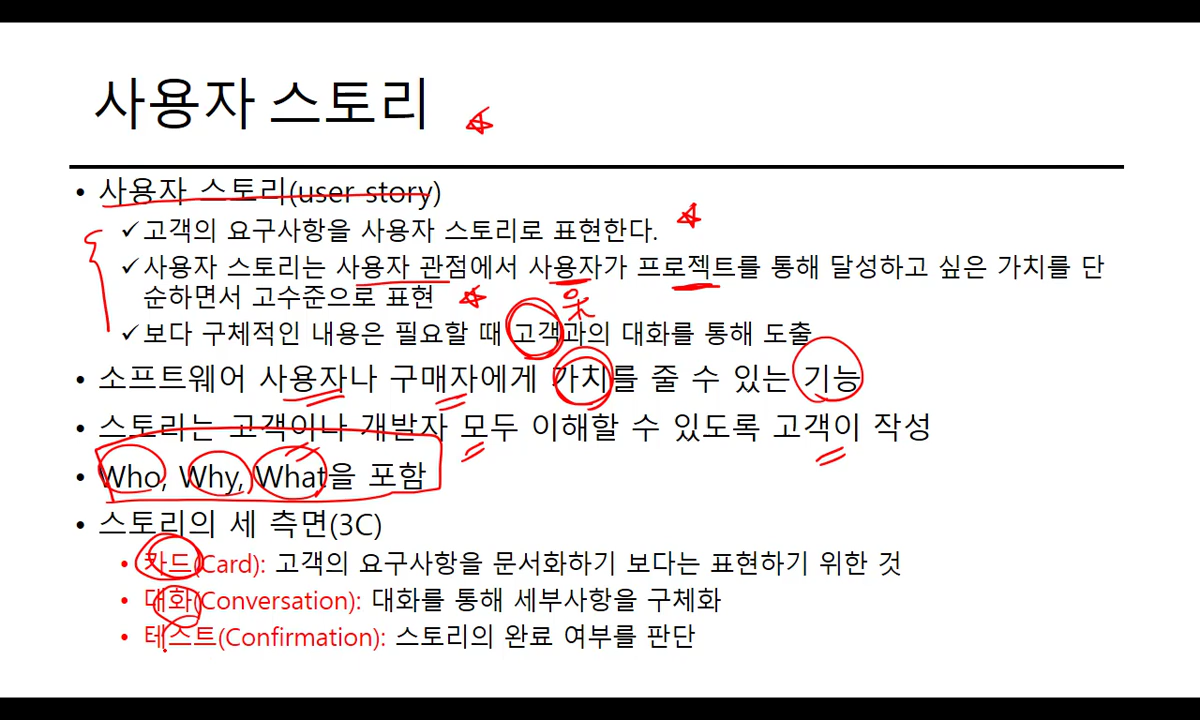 사용자 스토리
• 사용자 스토리(user story)
✓고객의 요구사항을 사용자 스토리로 표현한다.
✓사용자 스토리는 사용자 관점에서 사용자가 프로젝트를 통해 달성하고 싶은 가치를 단
순하면서 고수준으로 표현
✓보다 구체적인 내용은 필요할 때 고객과의 대화를 통해 도출
• 소프트웨어 사용자나 구매자에게 가치를 줄 수 있는 기능
• 스토리는 고객이나 개발자 모두 이해할 수 있도록 고객이 작성
• Who, Why, What을 포함
• 스토리의 세 측면(3C)
• 카드(Card): 고객의 요구사항을 문서화하기 보다는 표현하기 위한 것
• 대화(Conversation): 대화를 통해 세부사항을 구체화
• 테스트(Confirmation): 스토리의 완료 여부를 판단